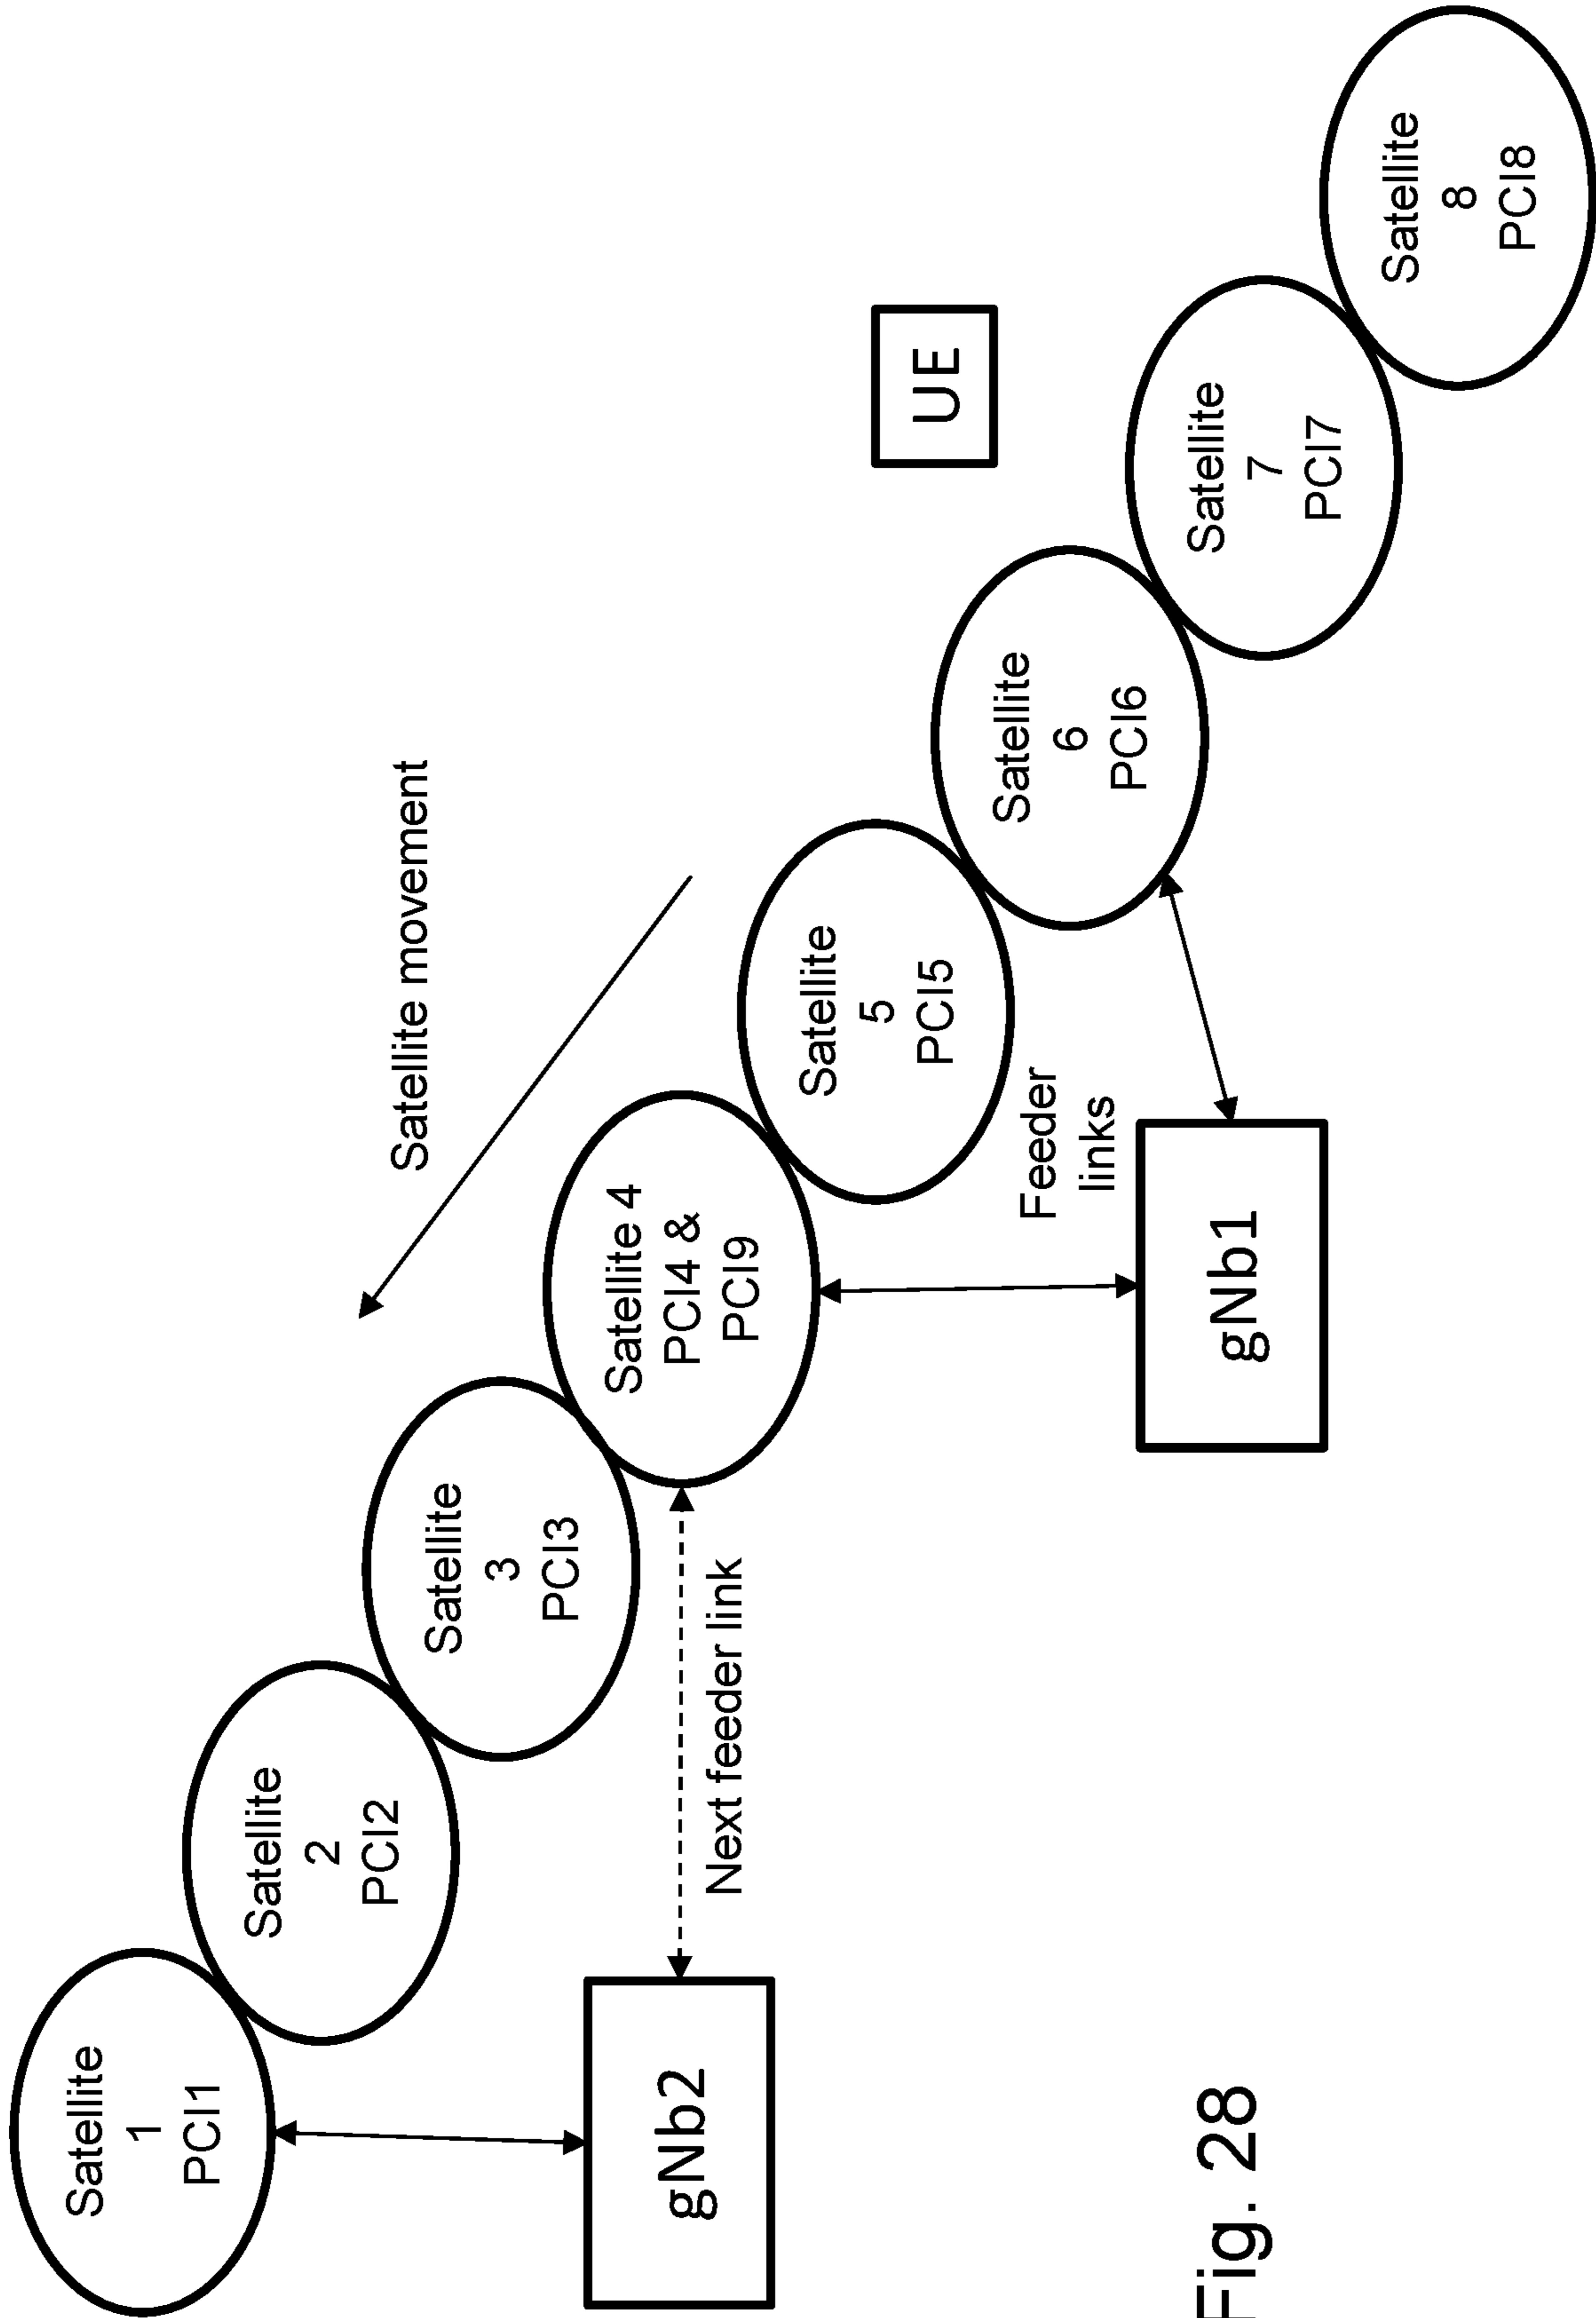 Satellite
1
PCI1
Satellite
2
PCI2
Satellite
3
PCI3
Satellite movement
Satellite 4
PCI4 &
PCI9
Satellite
5
PCI5
Satellite
6
PCI6
UE
Satellite
7
PCI7
Satellite
8
PCI8
gNb2
Next feeder link
Feeder
links
gNb1
Fig. 28